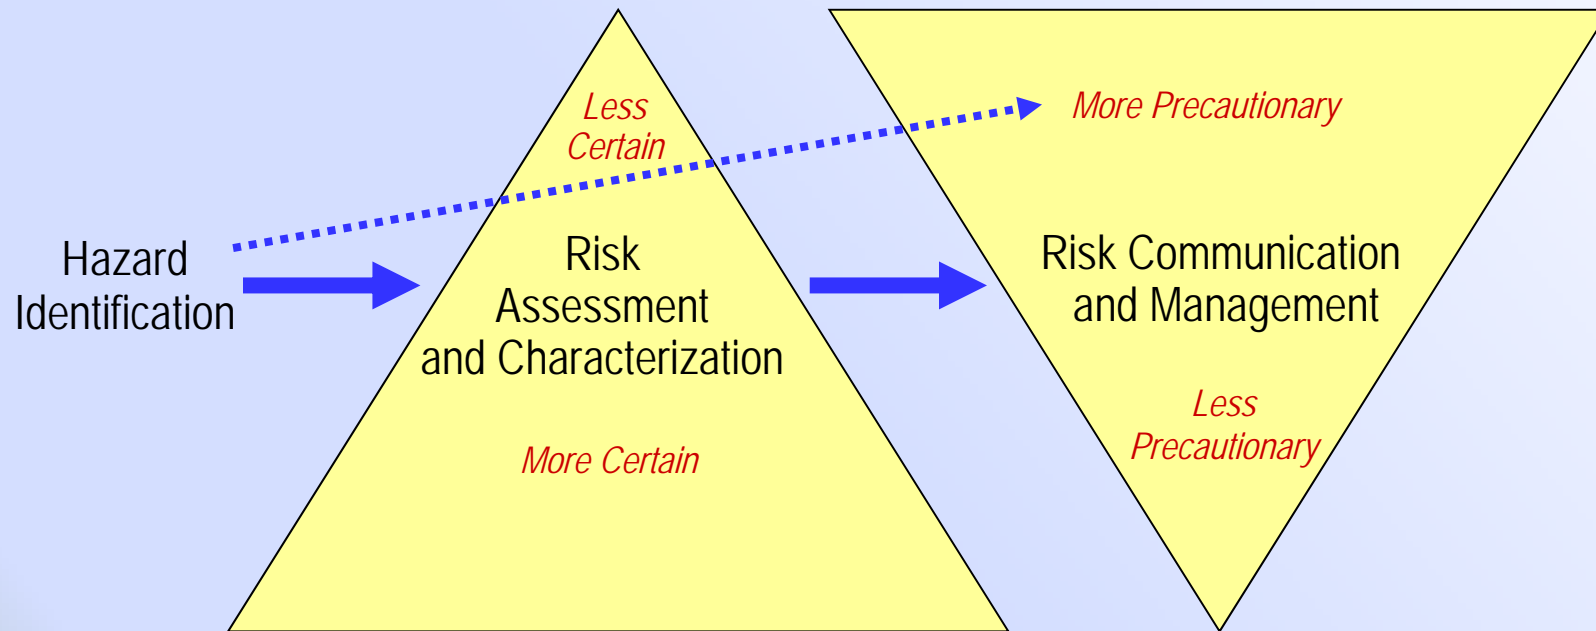 Hazard
Identification
Less
Certain
Risk
Assessment
and Characterization
More Certain
More Precautionary
Risk Communication
and Management
Less
Precautionary